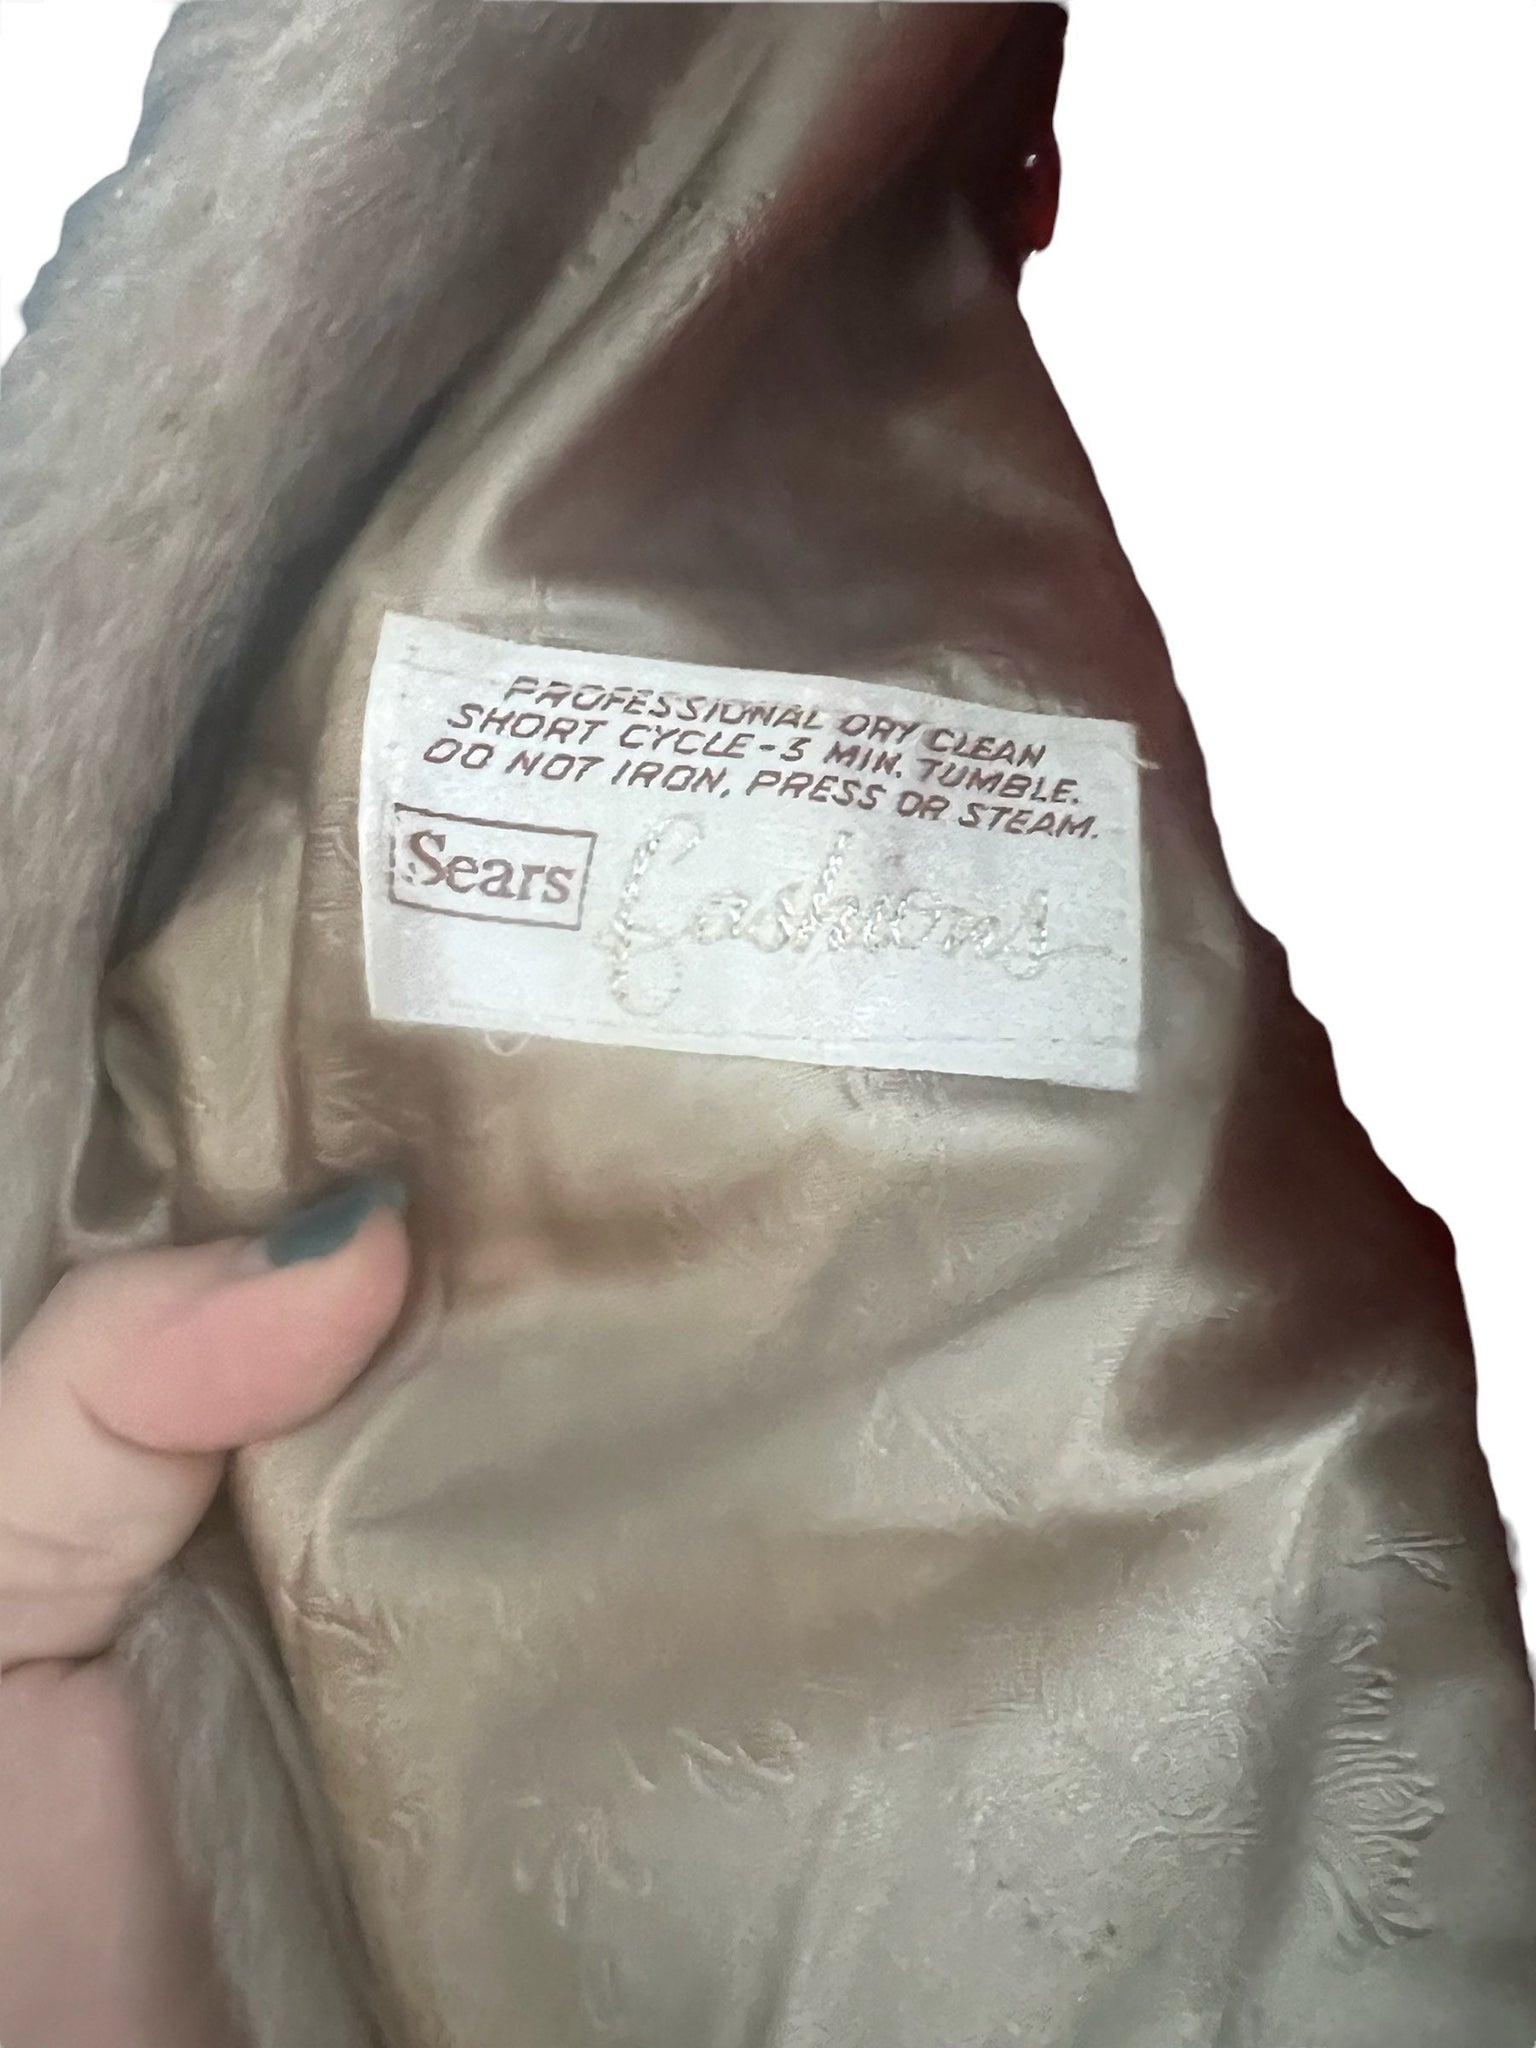 PROFESSIONAL DRY CLEAN
SHORT CYCLE-3 MIN. TUMBLE.
DO NOT IRON, PRESS OR STEAM.
Sears Fashions